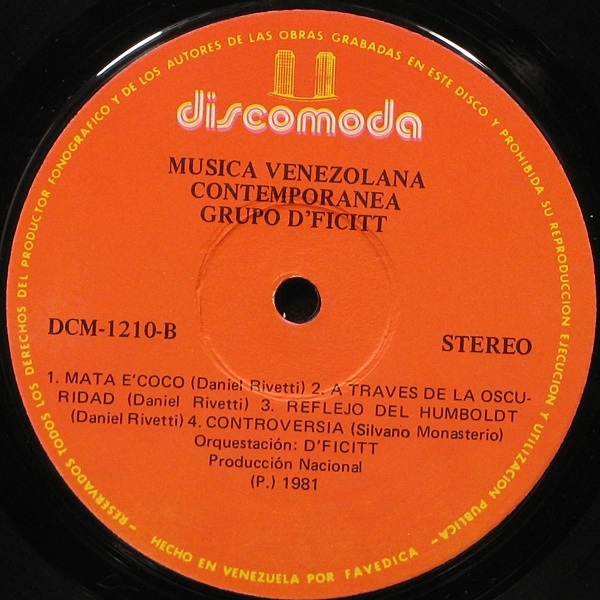 RESERVADOS TODOS LOS DERECHOS DEL PRODUCTOR FONOGRAFICO Y DE LOS AUTORES DE LAS OBRAS GRABADAS EN ESTE DISCO Y PROHIBIDA SU REPRODUCCION EJECUCION Y UTILIZACION PUBLICA
discomoda
MUSICA VENEZOLANA
CONTEMPORANEA
GRUPO D'FICITT
DCM-1210-B
STEREO
1. MATA E'COCO (Daniel Rivetti) 2. A TRAVES DE LA OSCU-
RIDAD (Daniel Rivetti) 3. REFLEJO DEL HUMBOLDT
(Daniel Rivetti) 4. CONTROVERSIA (Silvano Monasterio)
Orquestación: D'FICITT
Producción Nacional
(P.) 1981
HECHO EN VENEZUELA POR FAVEDICA